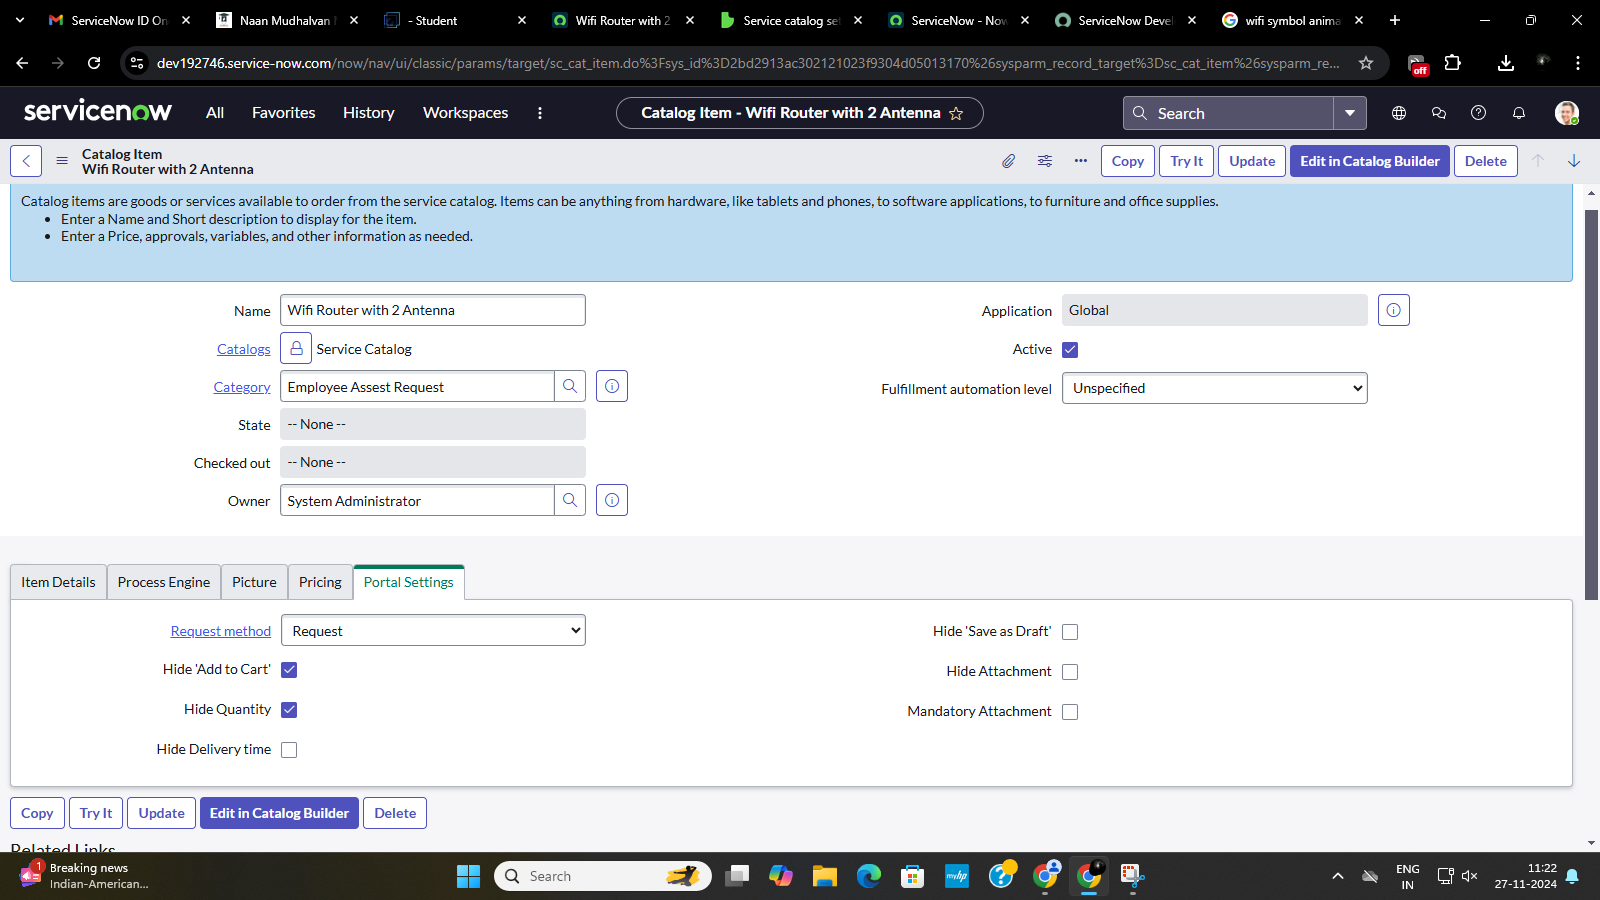 ServiceNow ID On
Naan Mudhalvan
- Student
Wifi Router with 2
Service catalog se
ServiceNow - Now
ServiceNow Devel
wifi symbol anima
dev192746.service-now.com/now/nav/ui/classic/params/target/sc_cat_item.do%3Fsys_id%3D2bd2913ac302121023f9304d05013170%26sysparm_record_target%3Dsc_cat_item%26sysparm_re...
off
servicenow
All
Favorites
History
Workspaces
Catalog Item - Wifi Router with 2 Antenna
Search
Catalog Item
Wifi Router with 2 Antenna
Copy
Try It
Update
Edit in Catalog Builder
Delete
Catalog items are goods or services available to order from the service catalog. Items can be anything from hardware, like tablets and phones, to software applications, to furniture and office supplies.
• Enter a Name and Short description to display for the item.
• Enter a Price, approvals, variables, and other information as needed.
Name Wifi Router with 2 Antenna
Application Global
Catalogs Service Catalog
Active
Category Employee Assest Request
Fulfillment automation level Unspecified
State -- None --
Checked out -- None --
Owner System Administrator
Item Details
Process Engine
Picture
Pricing
Portal Settings
Request method Request
Hide 'Save as Draft'
Hide 'Add to Cart'
Hide Attachment
Hide Quantity
Mandatory Attachment
Hide Delivery time
Copy
Try It
Update
Edit in Catalog Builder
Delete
Related Links
1
Breaking news
Indian-American...
Search
myhp
ENG
IN
11:22
27-11-2024